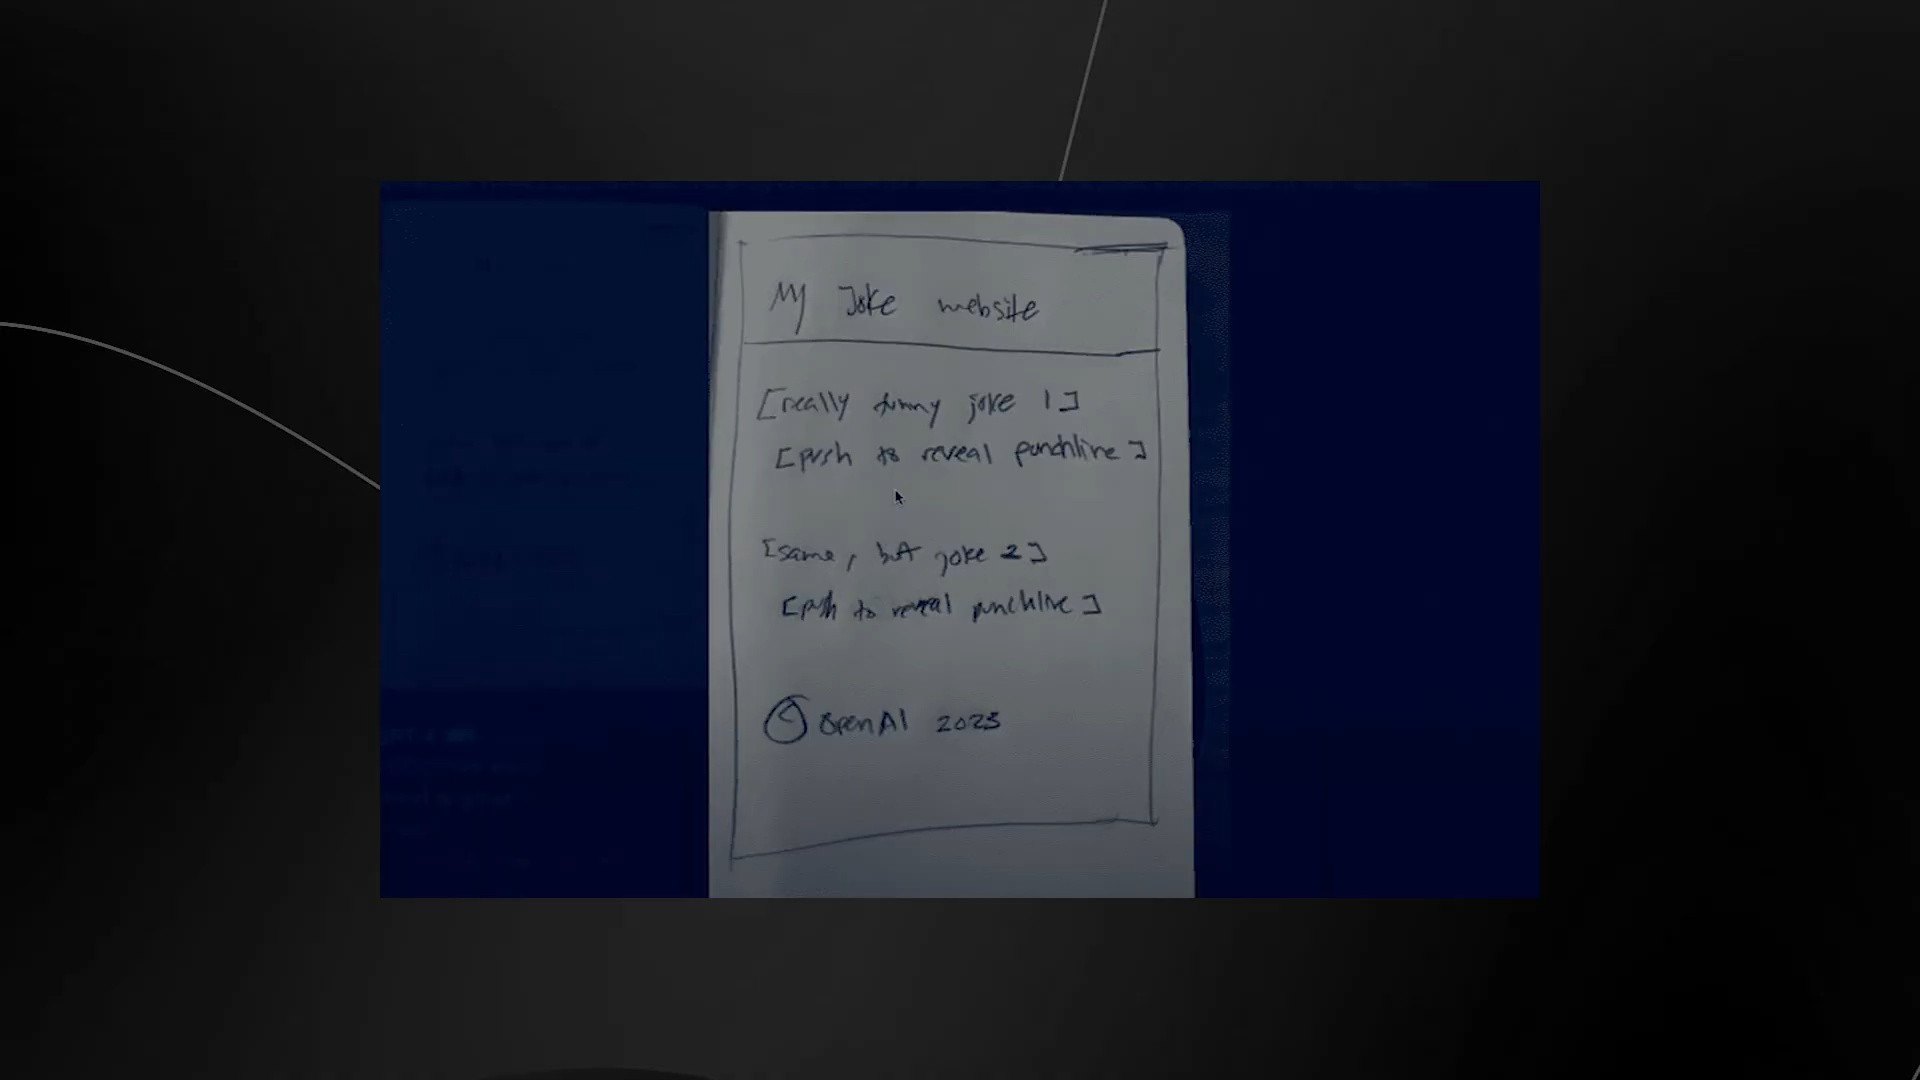 My Joke website
[really funny joke 1]
[push to reveal punchline]
[same, but joke 2]
[push to reveal punchline]
© OpenAI 2023